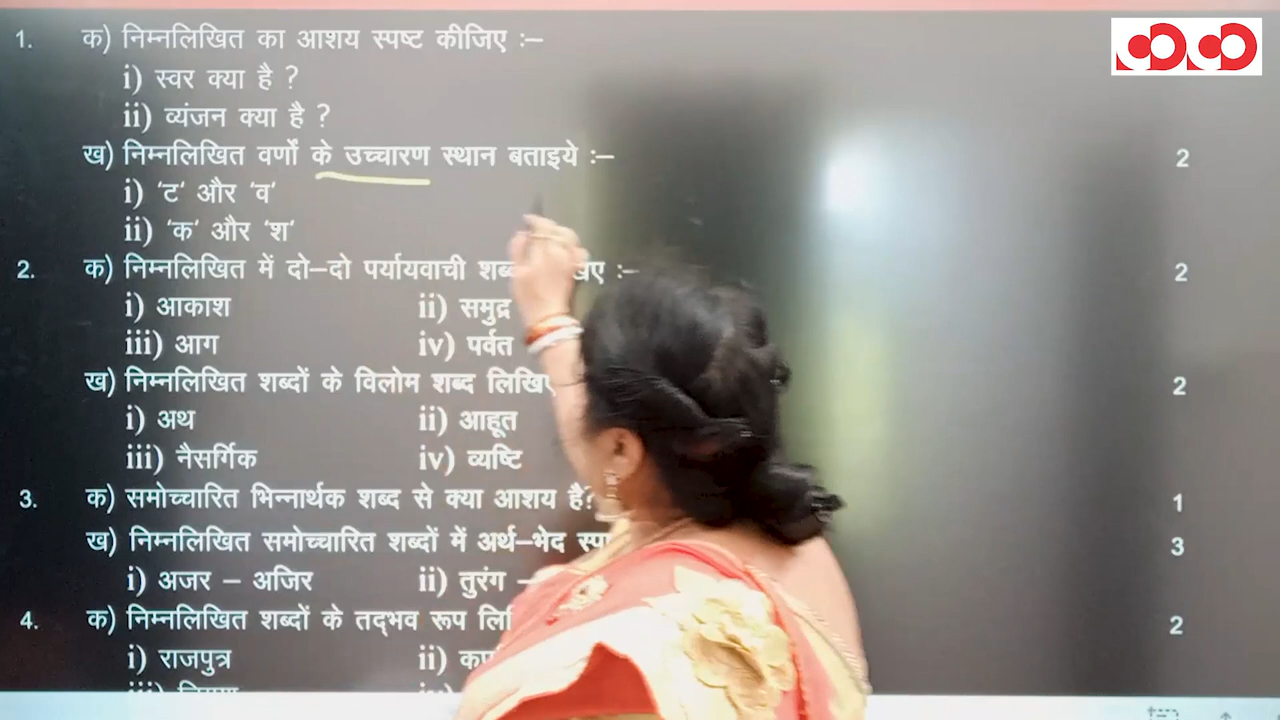 1. क) निम्नलिखित का आशय स्पष्ट कीजिए :–
i) स्वर क्या है ?
ii) व्यंजन क्या है ?
ख) निम्नलिखित वर्णों के उच्चारण स्थान बताइये :– 2
i) 'ट' और 'व'
ii) 'क' और 'श'
2. क) निम्नलिखित में दो–दो पर्यायवाची :– 2
i) आकाश ii) समुद्र
iii) आग iv) पर्वत
ख) निम्नलिखित शब्दों के विलोम शब्द 2
i) अथ ii) आहूत
iii) नैसर्गिक iv) व्यष्टि
3. क) समोच्चारित भिन्नार्थक शब्द से क्या आशय है? 1
ख) निम्नलिखित समोच्चारित शब्दों में अर्थ–भेद 3
i) अजर – अजिर ii) तुरंग –
4. क) निम्नलिखित शब्दों के तद्भव रूप 2
i) राजपुत्र ii)